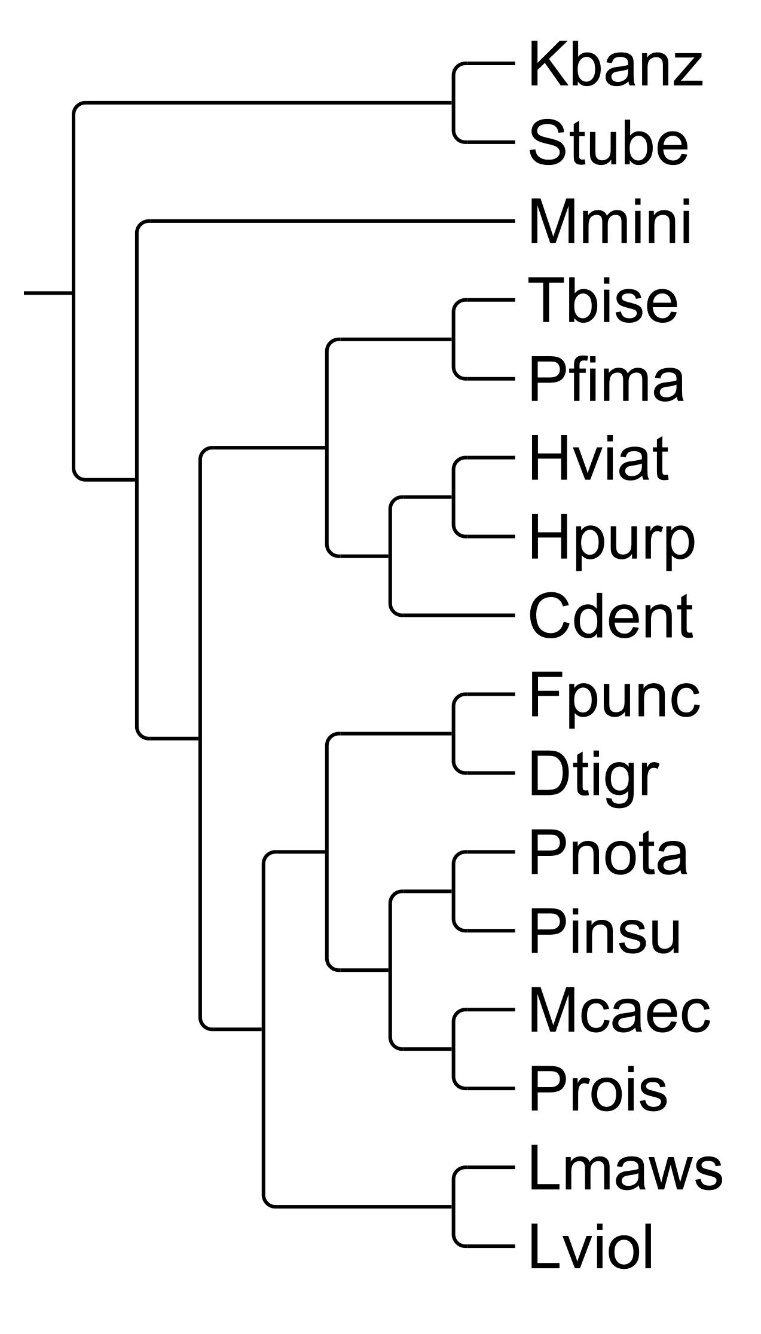 Kbanz
Stube
Mmini
Tbise
Pfima
Hviat
Hpurp
Cdent
Fpunc
Dtigr
Pnota
Pinsu
Mcaec
Prois
Lmaws
Lviol